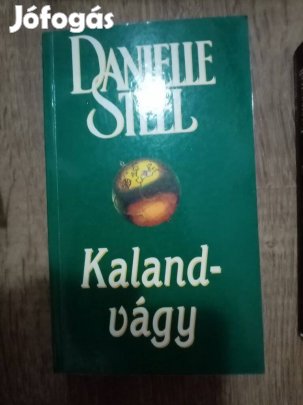 Jófogás
DANIELLE
STEEL
Kaland-
vágy